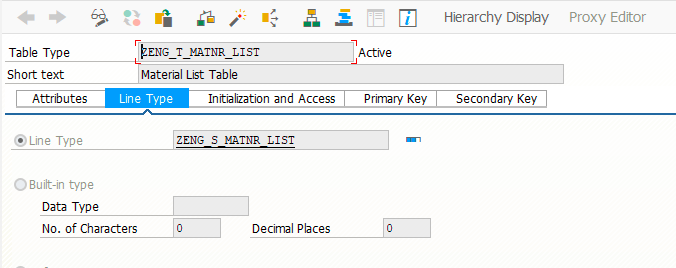 Hierarchy Display Proxy Editor
Table Type ZENG_T_MATNR_LIST Active
Short text Material List Table
Attributes Line Type Initialization and Access Primary Key Secondary Key
Line Type ZENG_S_MATNR_LIST
Built-in type
Data Type
No. of Characters 0 Decimal Places 0